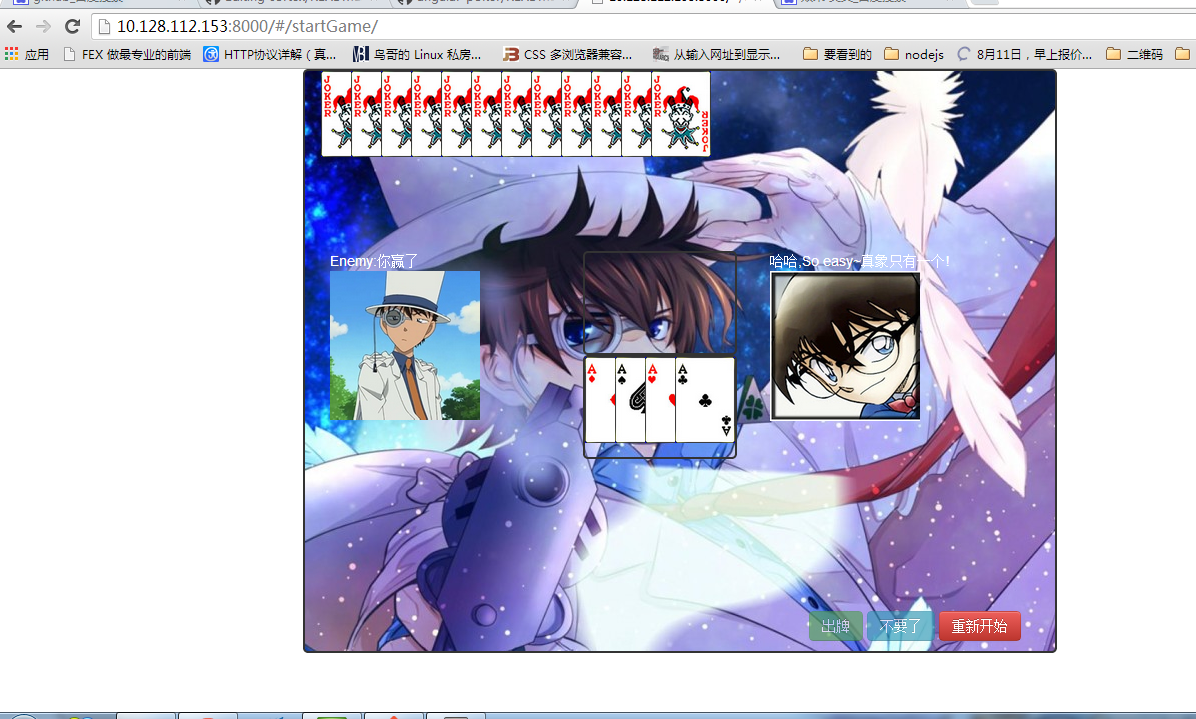 10.128.112.153:8000/#/startGame/
应用 FEX 做最专业的前端 HTTP协议详解（真... 鸟哥的 Linux 私房... CSS 多浏览器兼容... 从输入网址到显示... 要看到的 nodejs 8月11日，早上报价... 二维码
JOKER JOKER JOKER JOKER JOKER JOKER JOKER JOKER JOKER JOKER JOKER JOKER JOKER
Enemy:你赢了
哈哈,So easy~真象只有一个!
A A A A
A
出牌 不要了 重新开始